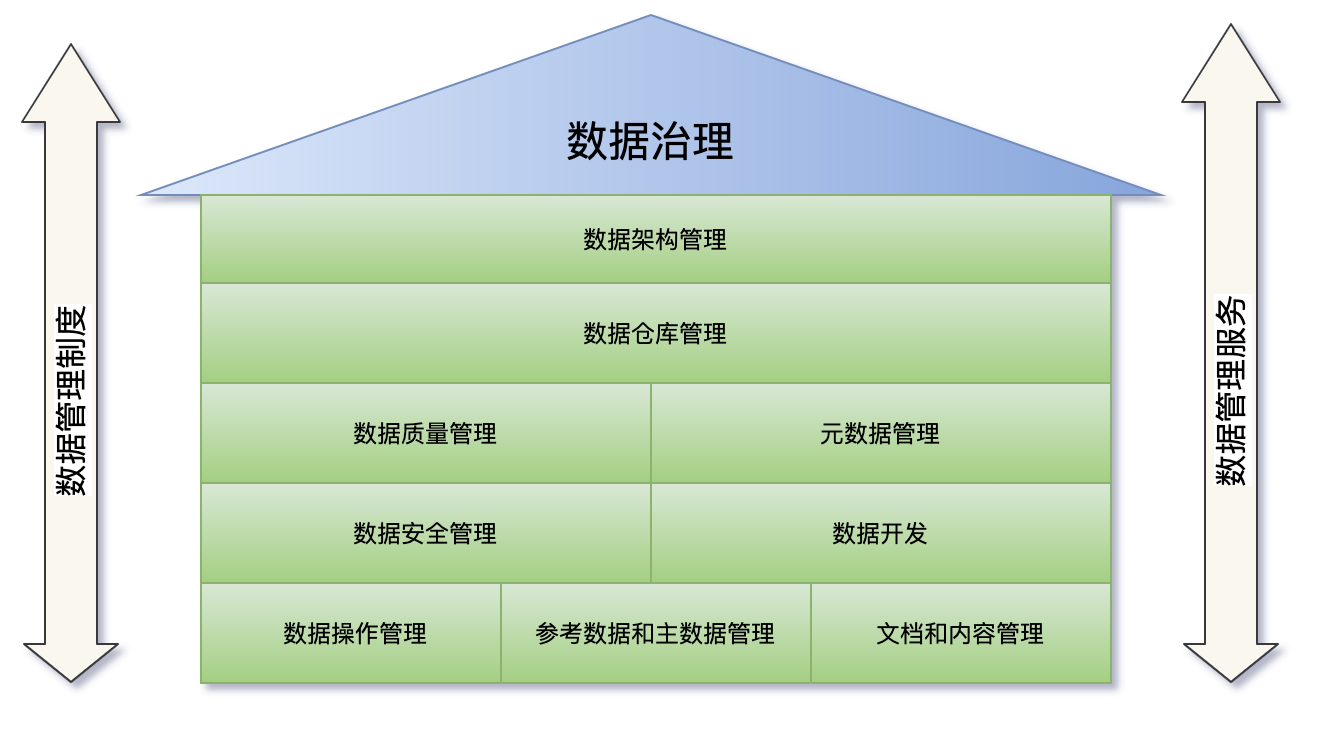 数据治理
数据管理制度
数据架构管理
数据仓库管理
数据质量管理
元数据管理
数据安全管理
数据开发
数据操作管理
参考数据和主数据管理
文档和内容管理
数据管理服务